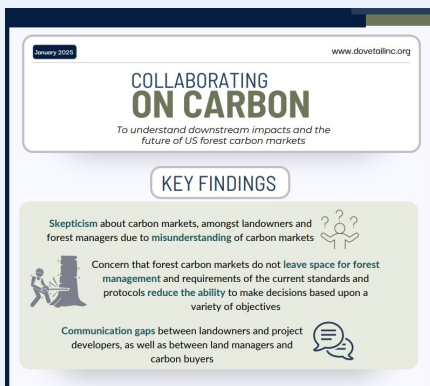 January 2025
www.dovetailinc.org
COLLABORATING
ON CARBON
To understand downstream impacts and the
future of US forest carbon markets
KEY FINDINGS
Skepticism about carbon markets, amongst landowners and
forest managers due to misunderstanding of carbon markets
? ? ?
Concern that forest carbon markets do not leave space for forest
management and requirements of the current standards and
protocols reduce the ability to make decisions based upon a
variety of objectives
Communication gaps between landowners and project
developers, as well as between land managers and
carbon buyers